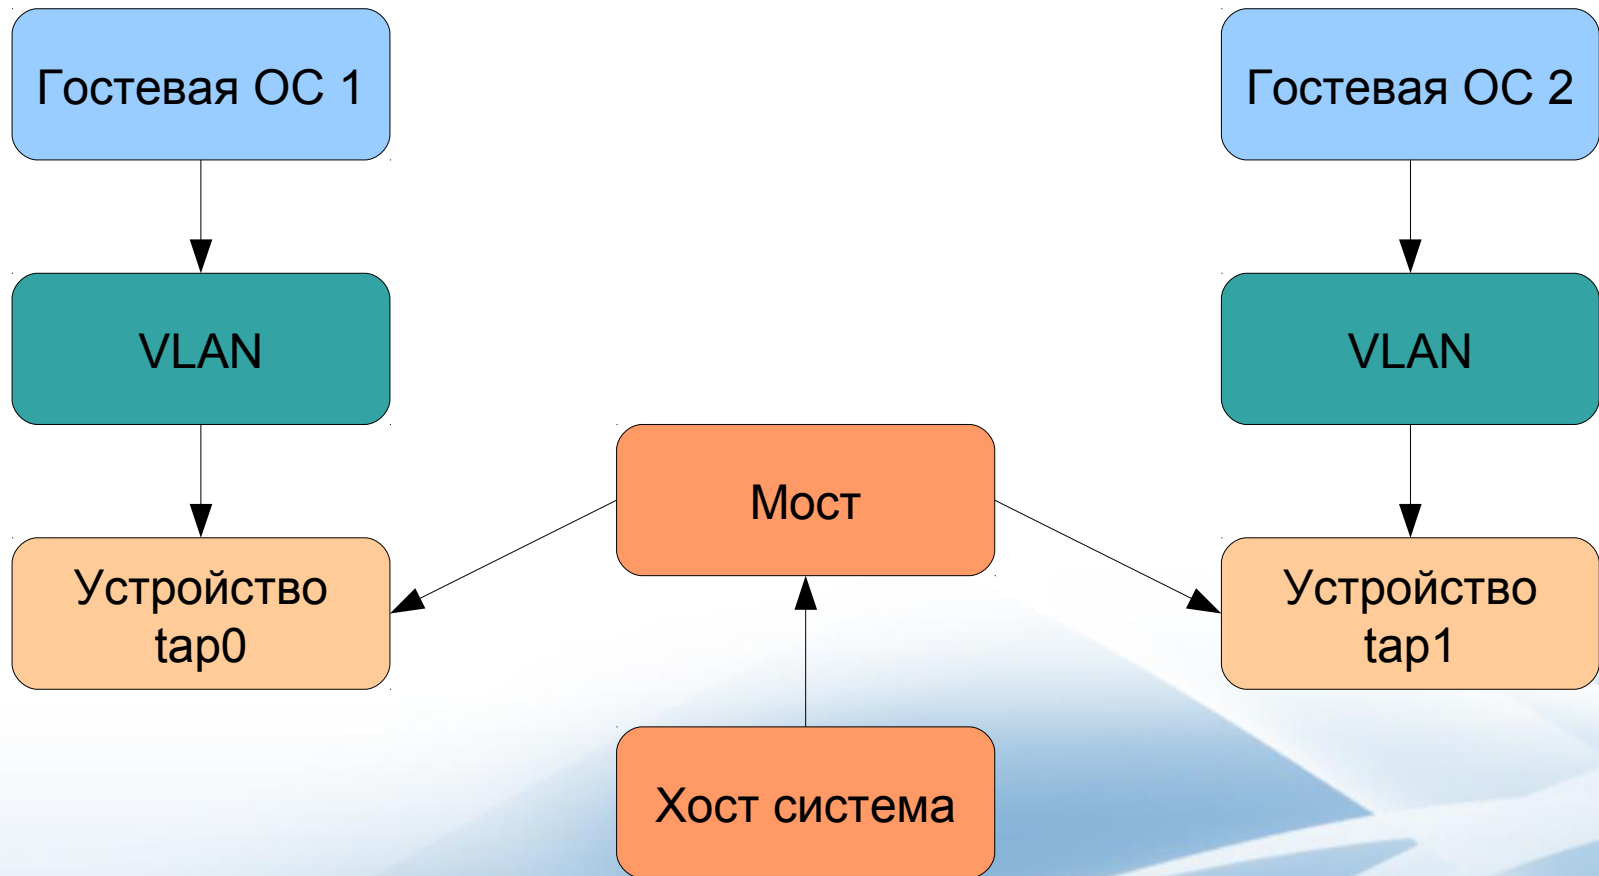 Гостевая ОС 1
Гостевая ОС 2
VLAN
VLAN
Мост
Устройство
tap0
Устройство
tap1
Хост система